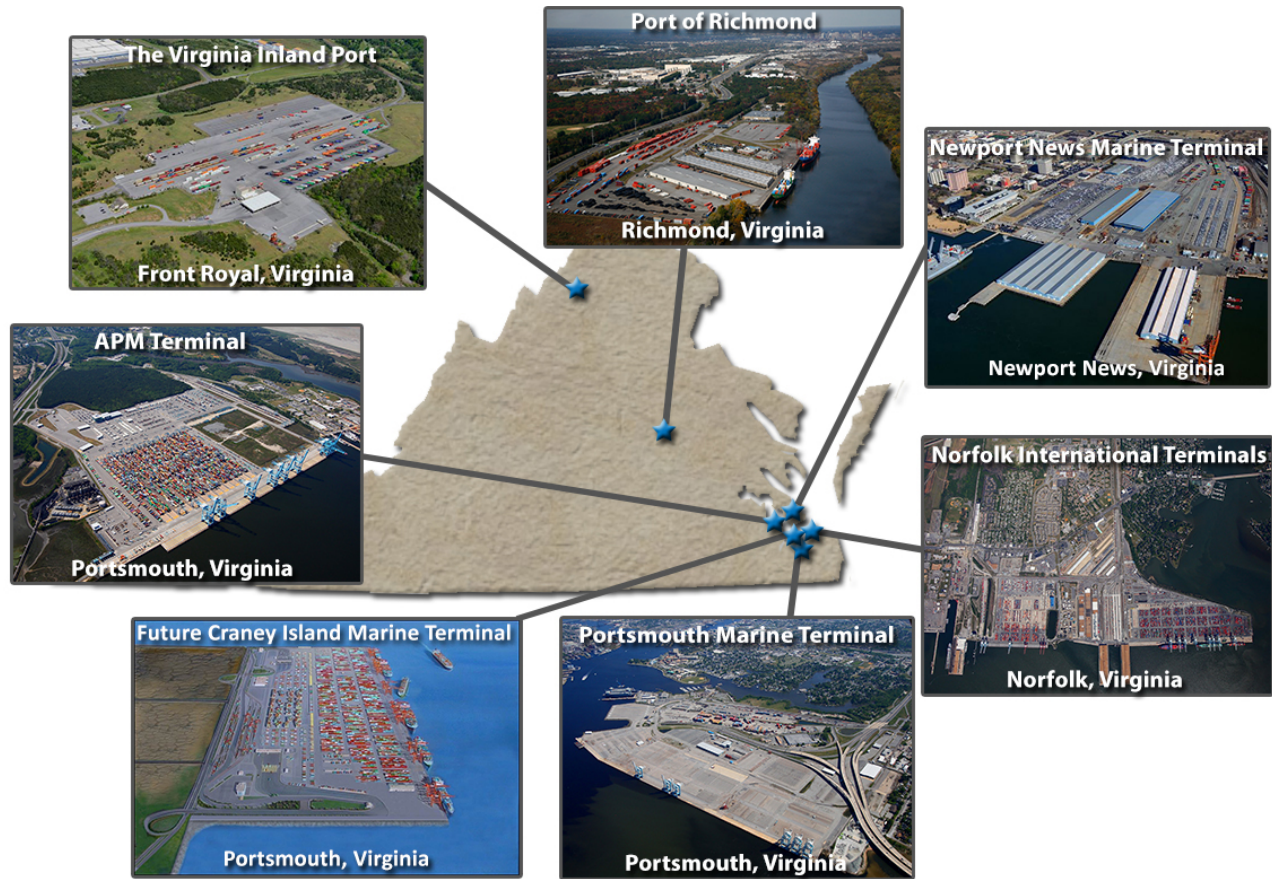 The Virginia Inland Port
Front Royal, Virginia
Port of Richmond
Richmond, Virginia
Newport News Marine Terminal
Newport News, Virginia
APM Terminal
Portsmouth, Virginia
Norfolk International Terminals
Norfolk, Virginia
Future Craney Island Marine Terminal
Portsmouth, Virginia
Portsmouth Marine Terminal
Portsmouth, Virginia